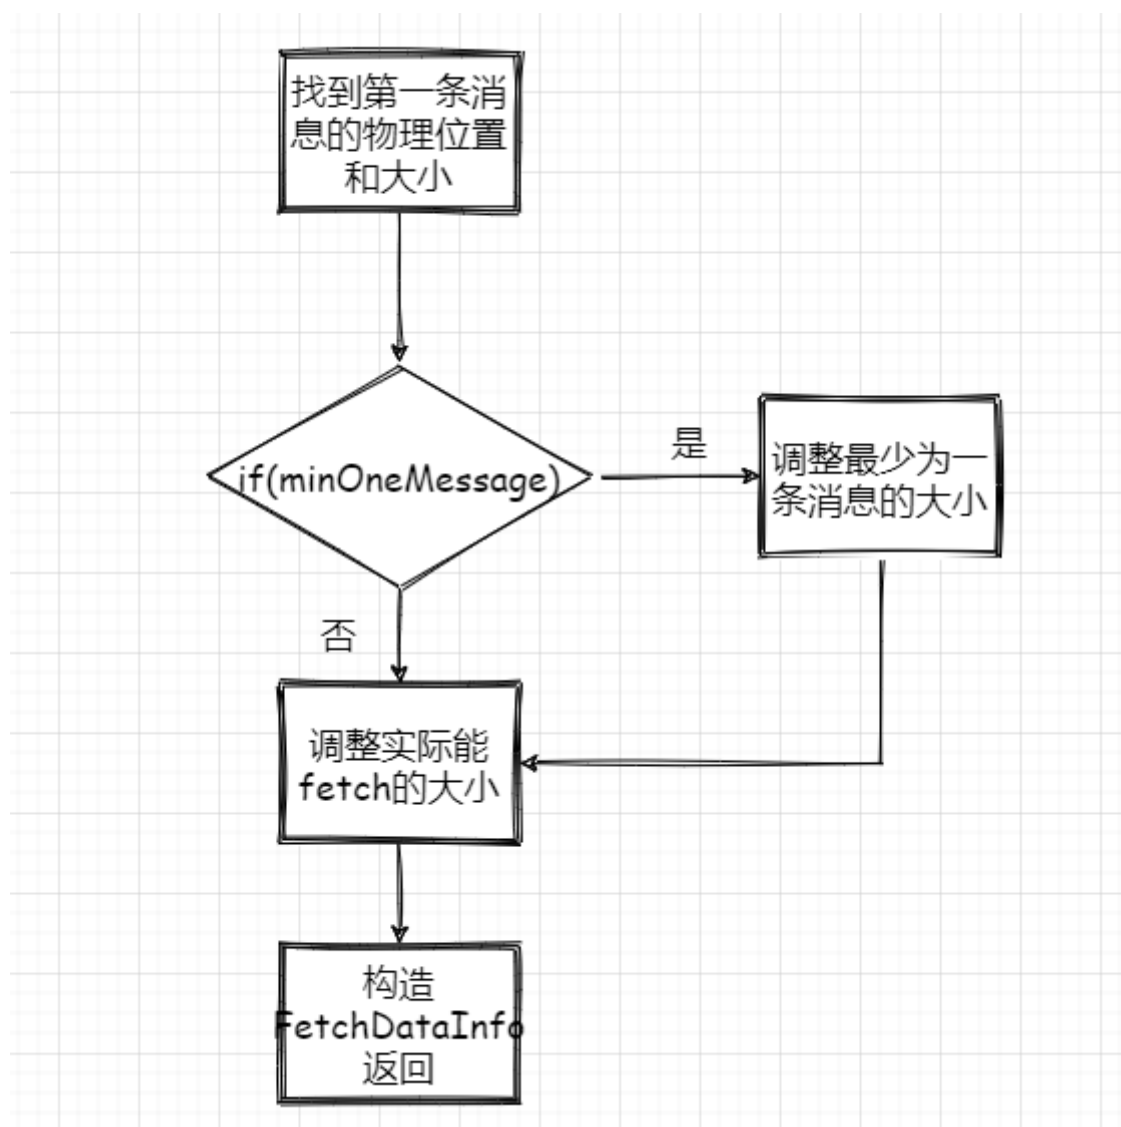 找到第一条消
息的物理位置
和大小
if(minOneMessage)
是
调整最少为一
条消息的大小
否
调整实际能
fetch的大小
构造
FetchDataInfo
返回